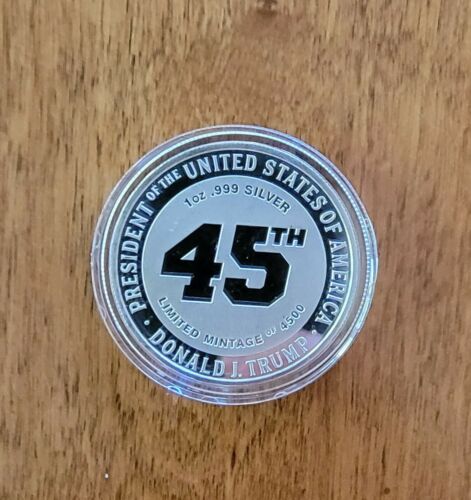 · PRESIDENT OF THE UNITED STATES OF AMERICA ·
1oz .999 SILVER
45TH
LIMITED MINTAGE OF 4500
DONALD J. TRUMP